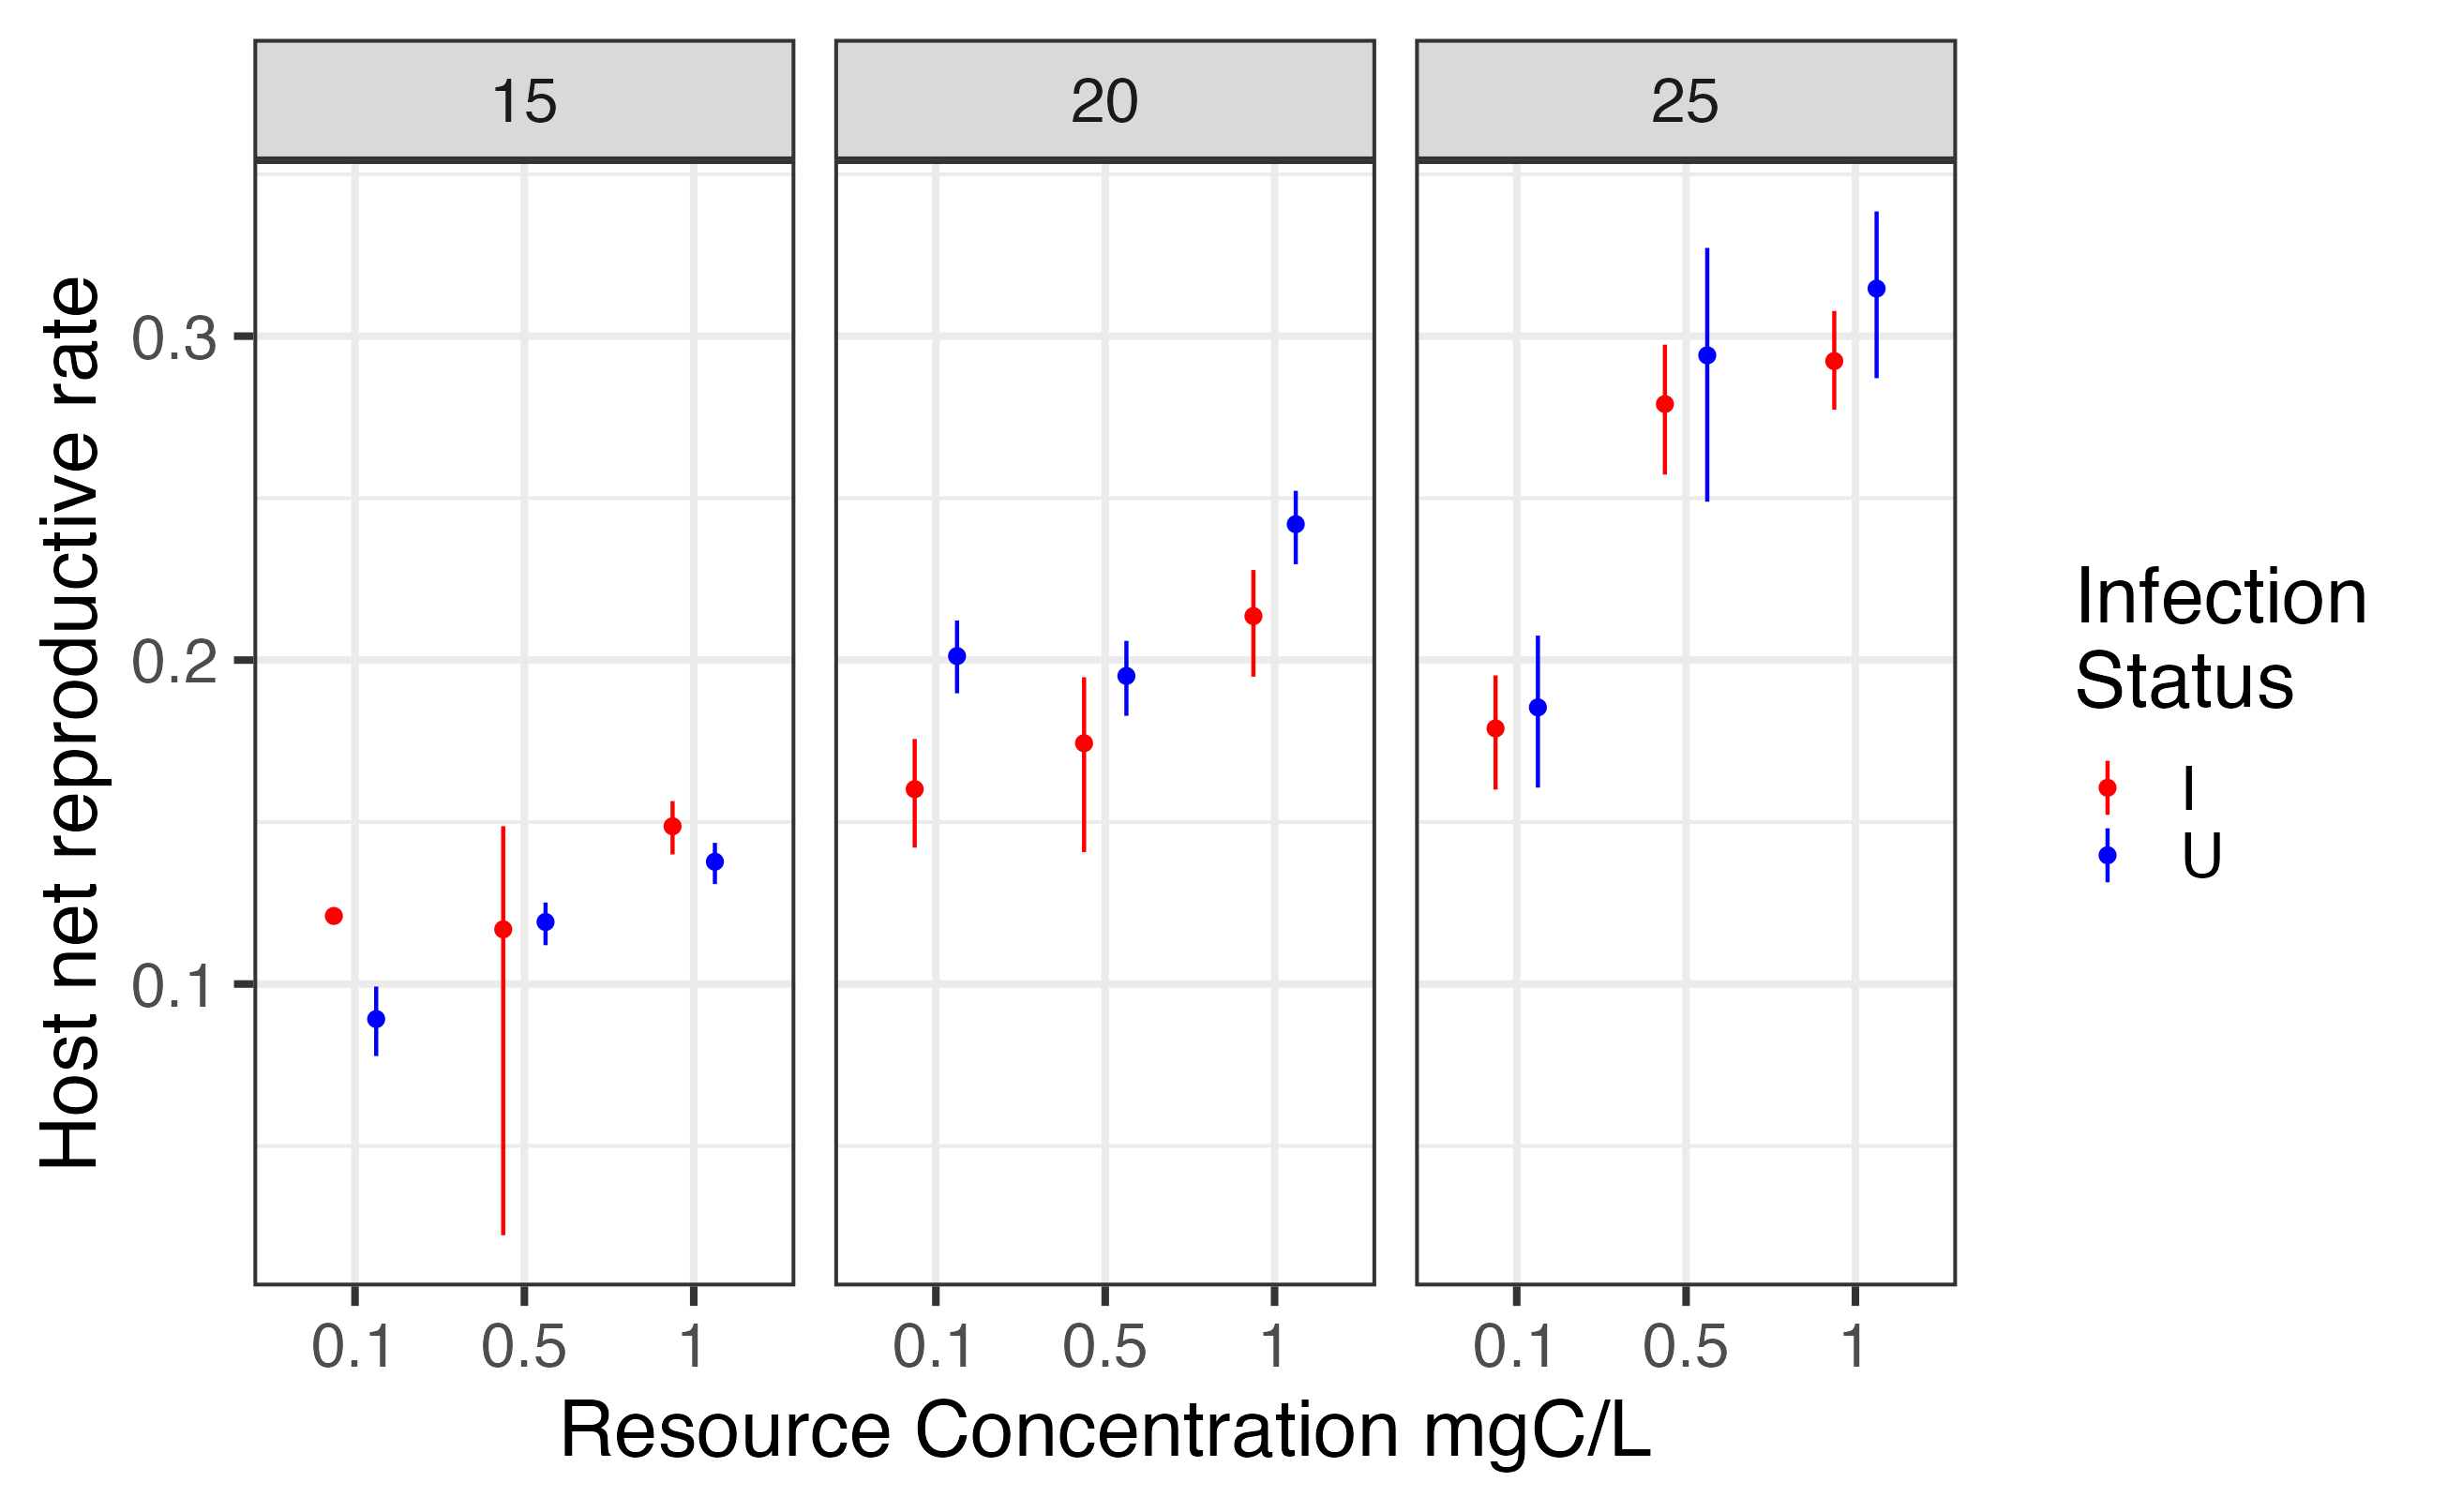 15 20 25
Host net reproductive rate
0.3
0.2
0.1
0.1 0.5 1 0.1 0.5 1 0.1 0.5 1
Resource Concentration mgC/L
Infection
Status
I
U